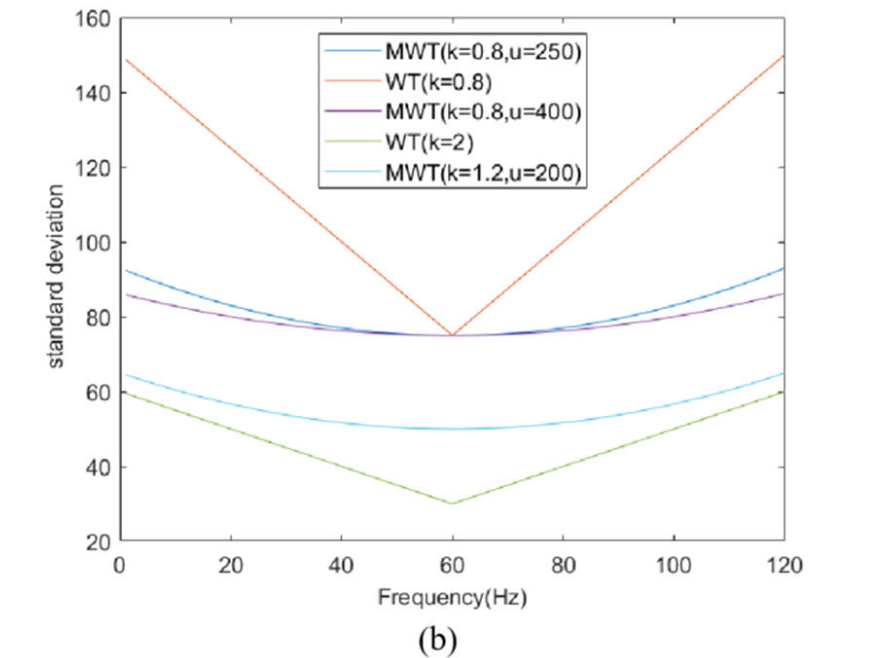 160
140
120
100
80
60
40
20
standard deviation
MWT(k=0.8,u=250)
WT(k=0.8)
MWT(k=0.8,u=400)
WT(k=2)
MWT(k=1.2,u=200)
0 20 40 60 80 100 120
Frequency(Hz)
(b)